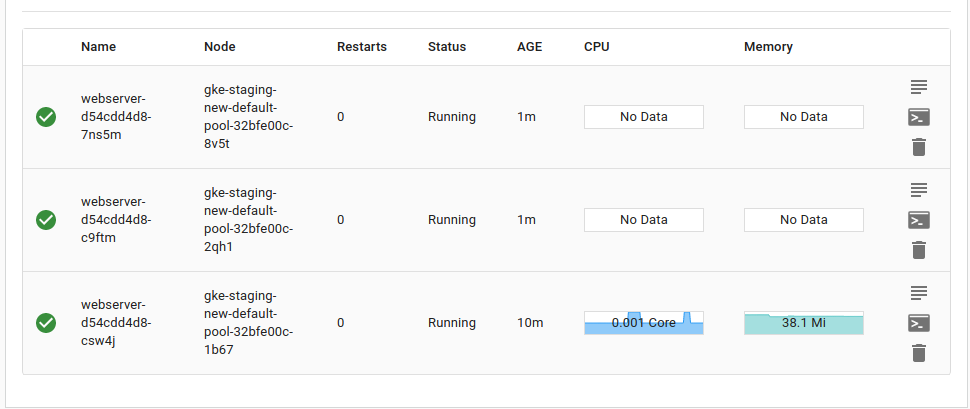 Name Node Restarts Status AGE CPU Memory
webserver-
d54cdd4d8-
7ns5m
gke-staging-
new-default-
pool-32bfe00c-
8v5t
0 Running 1m No Data No Data
webserver-
d54cdd4d8-
c9ftm
gke-staging-
new-default-
pool-32bfe00c-
2qh1
0 Running 1m No Data No Data
webserver-
d54cdd4d8-
csw4j
gke-staging-
new-default-
pool-32bfe00c-
1b67
0 Running 10m 0.001 Core 38.1 Mi